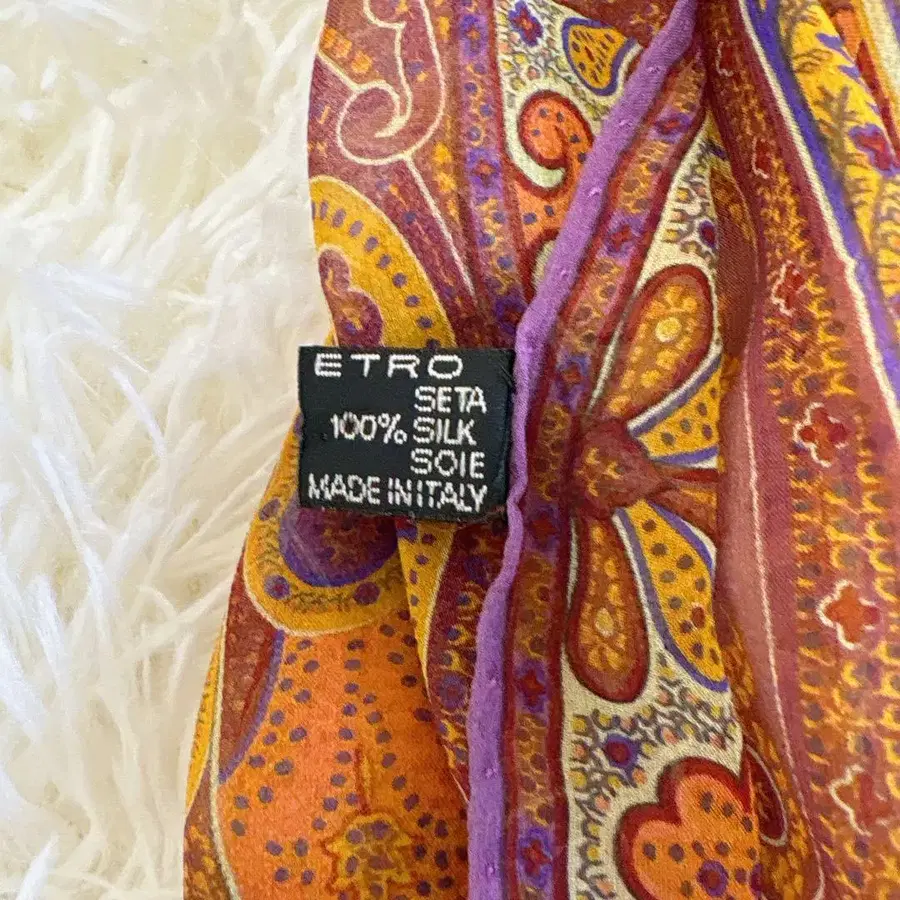 ETRO
SETA
100% SILK
SOIE
MADE IN ITALY